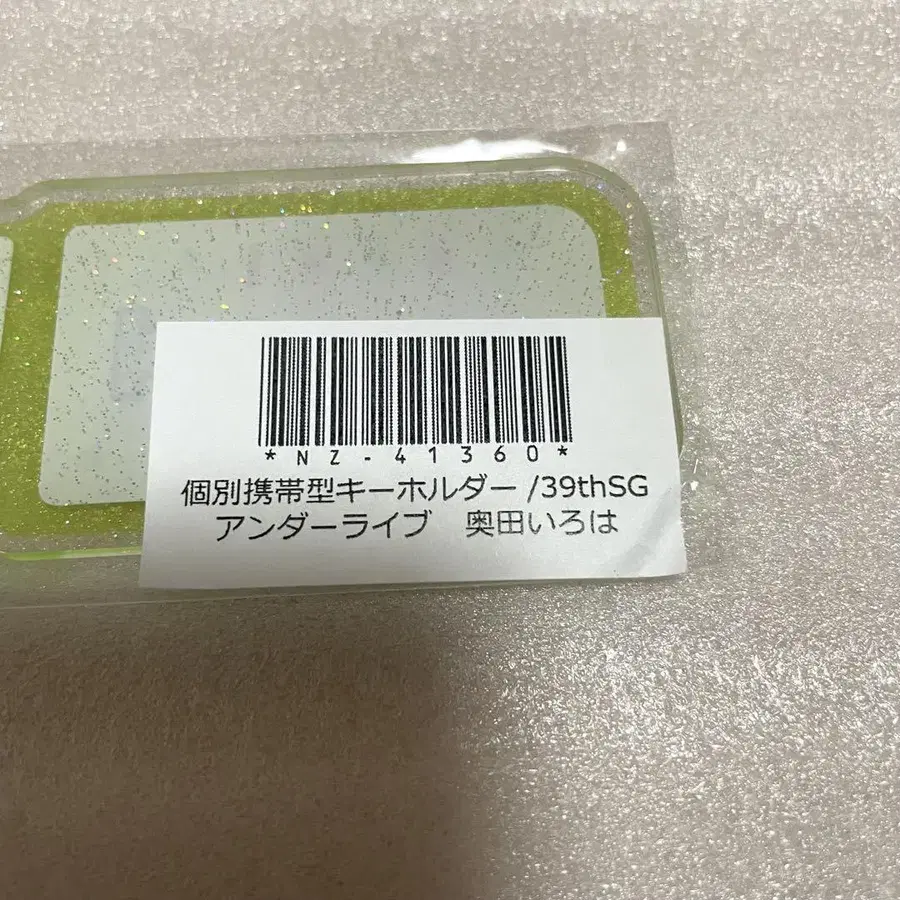 *NZ-41360*
個別携帯型キーホルダー /39thSG
アンダーライブ　奥田いろは